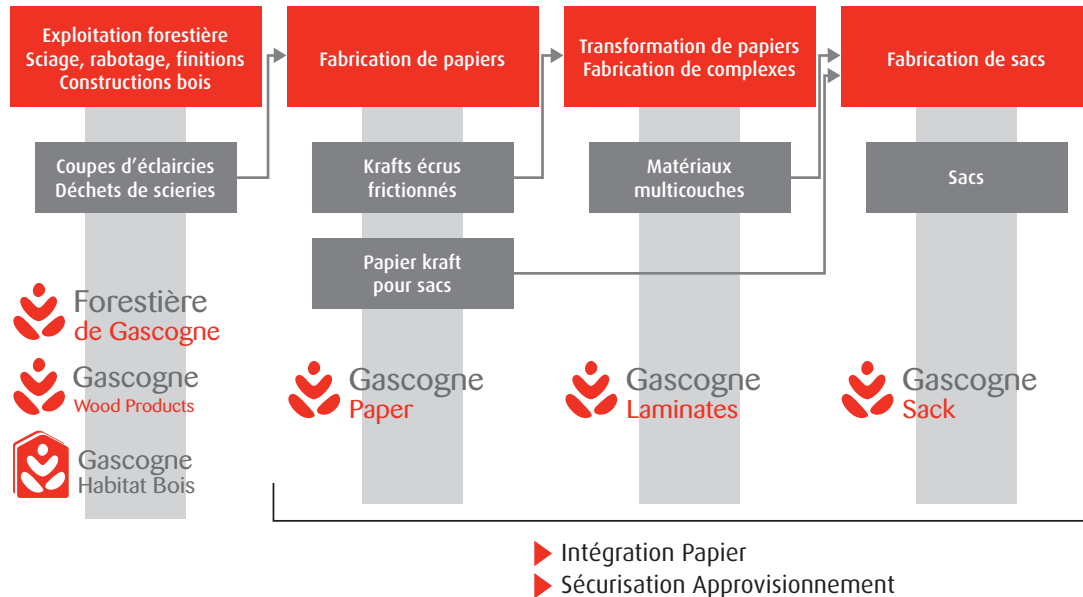 Exploitation forestière
Sciage, rabotage, finitions
Constructions bois
Fabrication de papiers
Transformation de papiers
Fabrication de complexes
Fabrication de sacs
Coupes d’éclaircies
Déchets de scieries
Krafts écrus
frictionnés
Matériaux
multicouches
Sacs
Papier kraft
pour sacs
Forestière
de Gascogne
Gascogne
Wood Products
Gascogne
Habitat Bois
Gascogne
Paper
Gascogne
Laminates
Gascogne
Sack
Intégration Papier
Sécurisation Approvisionnement